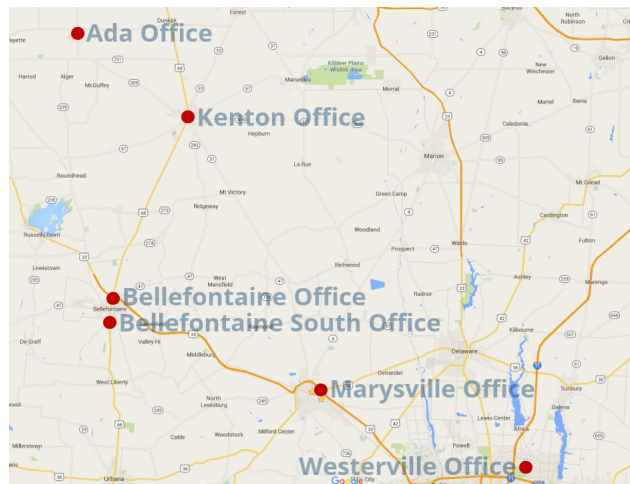 Forest
Dunkirk
Bucyrus
North
Robinson
Ada Office
Galion
Harrod
Alger
McGuffey
Killdeer Plains
Wildlife Area
Marseilles
Morral
New
Winchester
Martel
Iberia
Kenton Office
Hepburn
Caledonia
Marion
La Rue
Roundhead
Mt Victory
Ridgeway
Green Camp
Mt Gilead
Cardington
Russells Point
Woodland
Prospect
Waldo
Fulton
Lewistown
West
Mansfield
Richwood
Ashley
Marengo
Radnor
Bellefontaine Office
Bellefontaine
Bellefontaine South Office
Kilbourne
De Graff
Valley Hi
Middleburg
Delaware
West Liberty
Ostrander
Marysville Office
Sunbury
North
Lewisburg
Lewis Center
Galena
Africa
Millerstown
Cable
Woodstock
Milford Center
Powell
Westerville Office
Urbana
Google
City